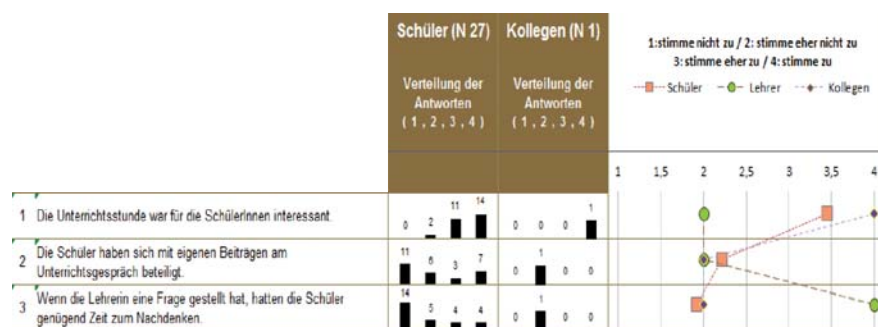 Schüler (N 27)
Kollegen (N 1)
Verteilung der
Antworten
( 1 , 2 , 3 , 4 )
Verteilung der
Antworten
( 1 , 2 , 3 , 4 )
1:stimme nicht zu / 2: stimme eher nicht zu
3: stimme eher zu / 4: stimme zu
Schüler Lehrer Kollegen
1 1,5 2 2,5 3 3,5 4
1 Die Unterrichtsstunde war für die SchülerInnen interessant.
0 2 11 14
0 0 0 1
2 Die Schüler haben sich mit eigenen Beiträgen am
Unterrichtsgespräch beteiligt.
11 6 3 7
0 1 0 0
3 Wenn die Lehrerin eine Frage gestellt hat, hatten die Schüler
genügend Zeit zum Nachdenken.
14 5 4 4
0 1 0 0